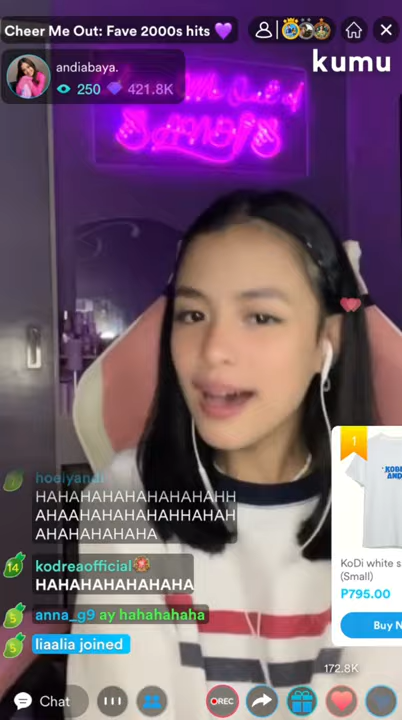 Cheer Me Out: Fave 2000s hits 💜
andiabaya.
250 421.8K
kumu
1
hoeiyandi
HAHAHAHAHAHAHAHAHH
AHAAHAHAHAHAHHAHAH
AHAHAHAHAHA
14 kodreaofficial
HAHAHAHAHAHAHA
5 anna_g9 ay hahahahaha
5 liaalia joined
KoDi white s
(Small)
₱795.00
Buy N
172.8K
Chat
REC